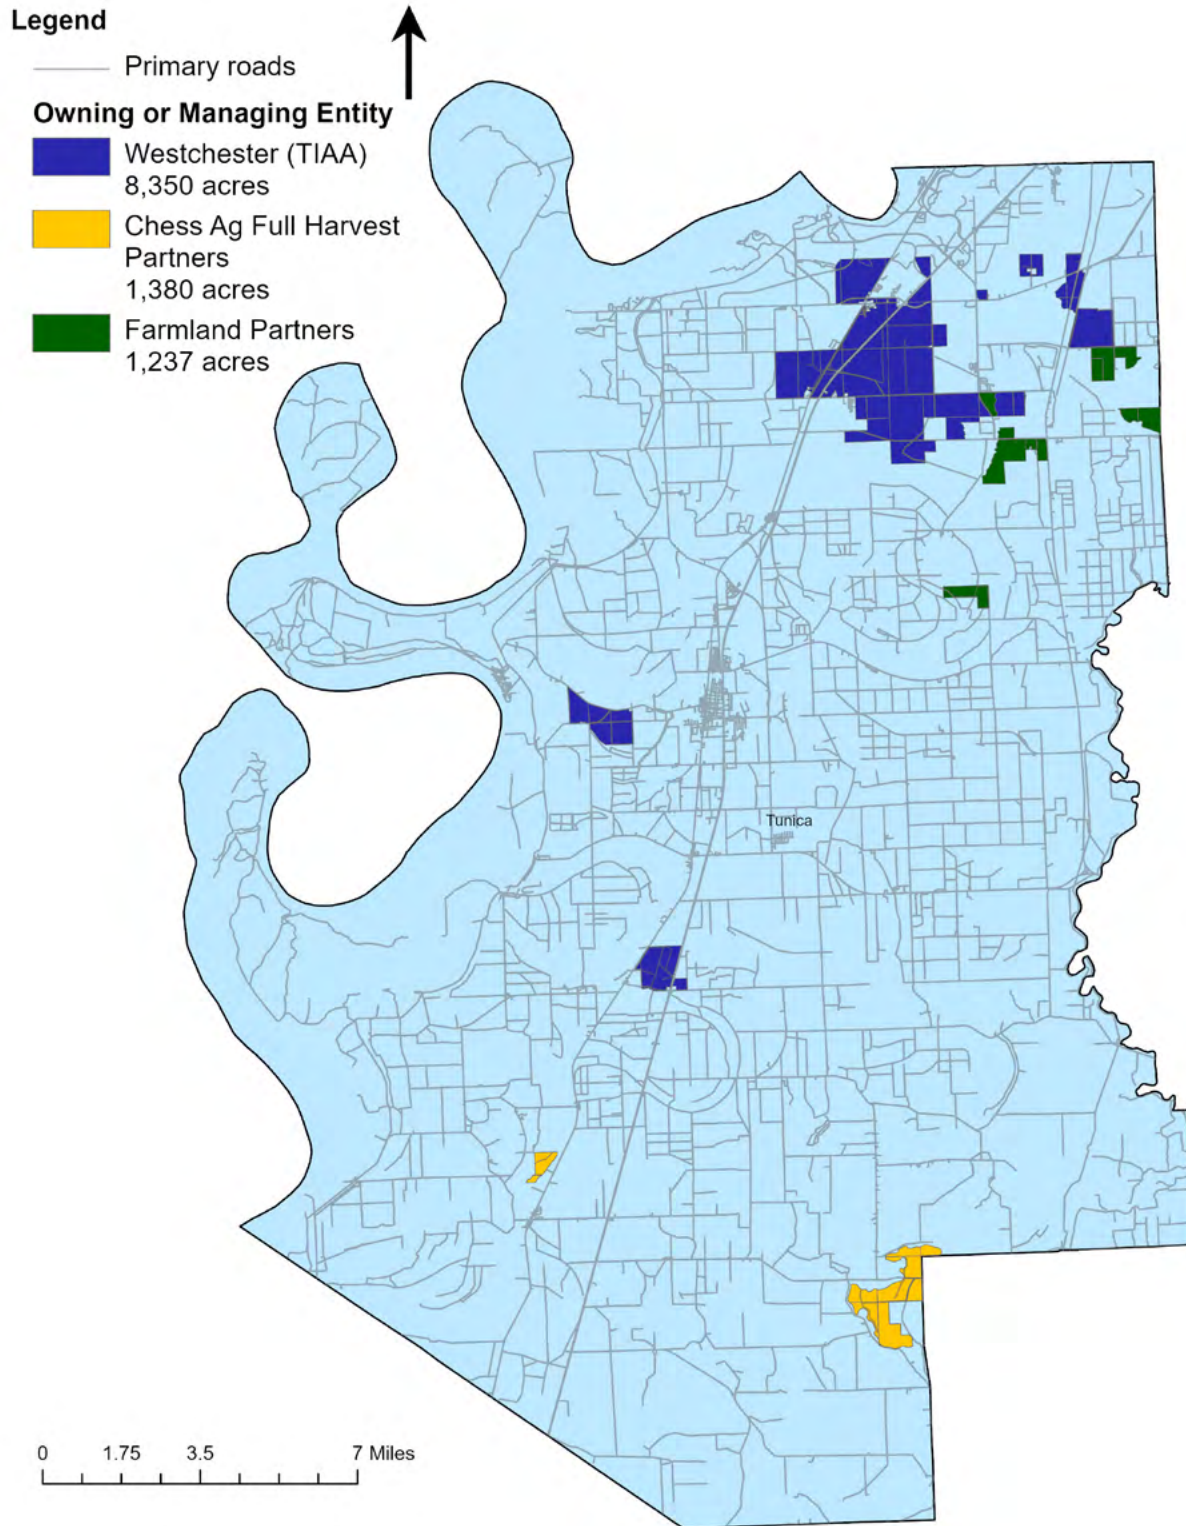 Legend
Primary roads
Owning or Managing Entity
Westchester (TIAA)
8,350 acres
Chess Ag Full Harvest
Partners
1,380 acres
Farmland Partners
1,237 acres
Tunica
0 1.75 3.5 7 Miles